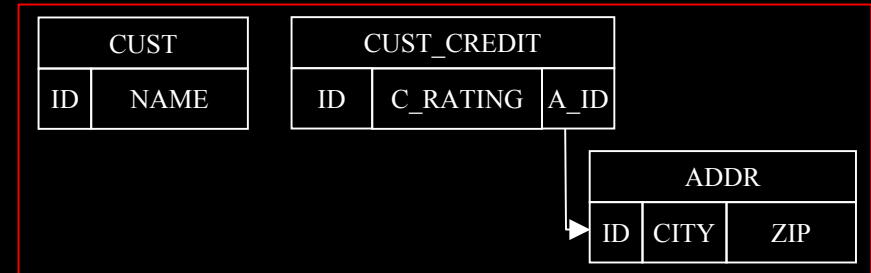 CUST CUST_CREDIT
ID NAME ID C_RATING A_ID
ADDR
ID CITY ZIP